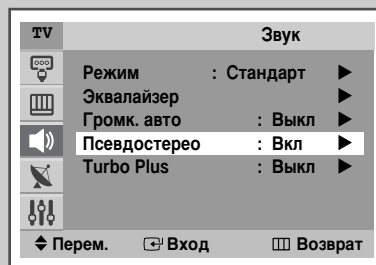 TV Звук
Режим : Стандарт
Эквалайзер
Громк. авто : Выкл
Псевдостерео : Вкл
Turbo Plus : Выкл
Перем. Вход Возврат